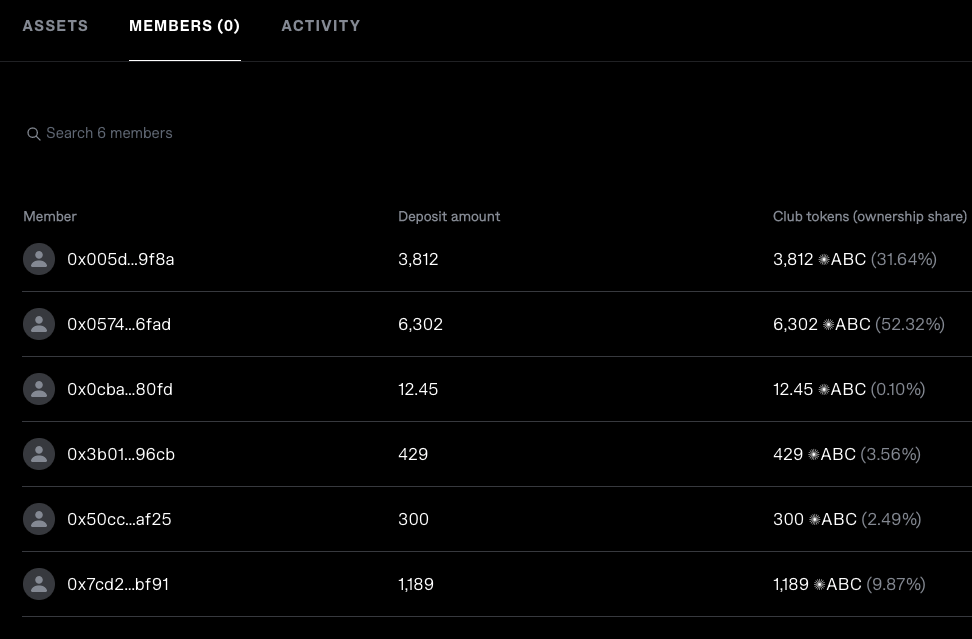 ASSETS MEMBERS (0) ACTIVITY
Search 6 members
Member Deposit amount Club tokens (ownership share)
0x005d...9f8a 3,812 3,812 ✺ABC (31.64%)
0x0574...6fad 6,302 6,302 ✺ABC (52.32%)
0x0cba...80fd 12.45 12.45 ✺ABC (0.10%)
0x3b01...96cb 429 429 ✺ABC (3.56%)
0x50cc...af25 300 300 ✺ABC (2.49%)
0x7cd2...bf91 1,189 1,189 ✺ABC (9.87%)